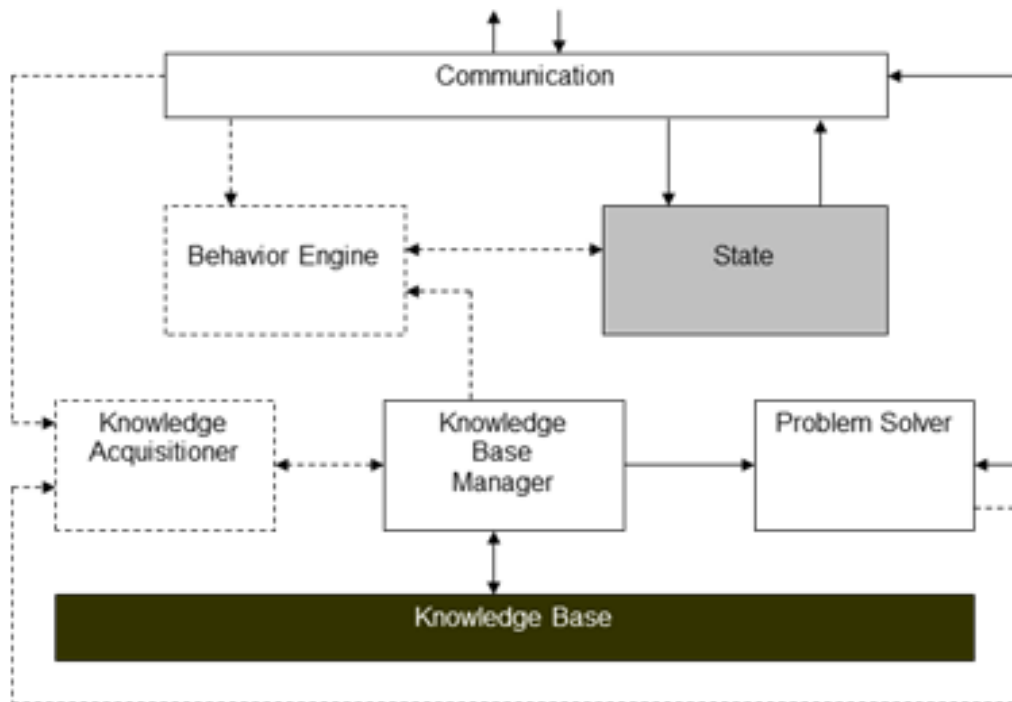 Communication
Behavior Engine
State
Knowledge
Acquisitioner
Knowledge
Base
Manager
Problem Solver
Knowledge Base